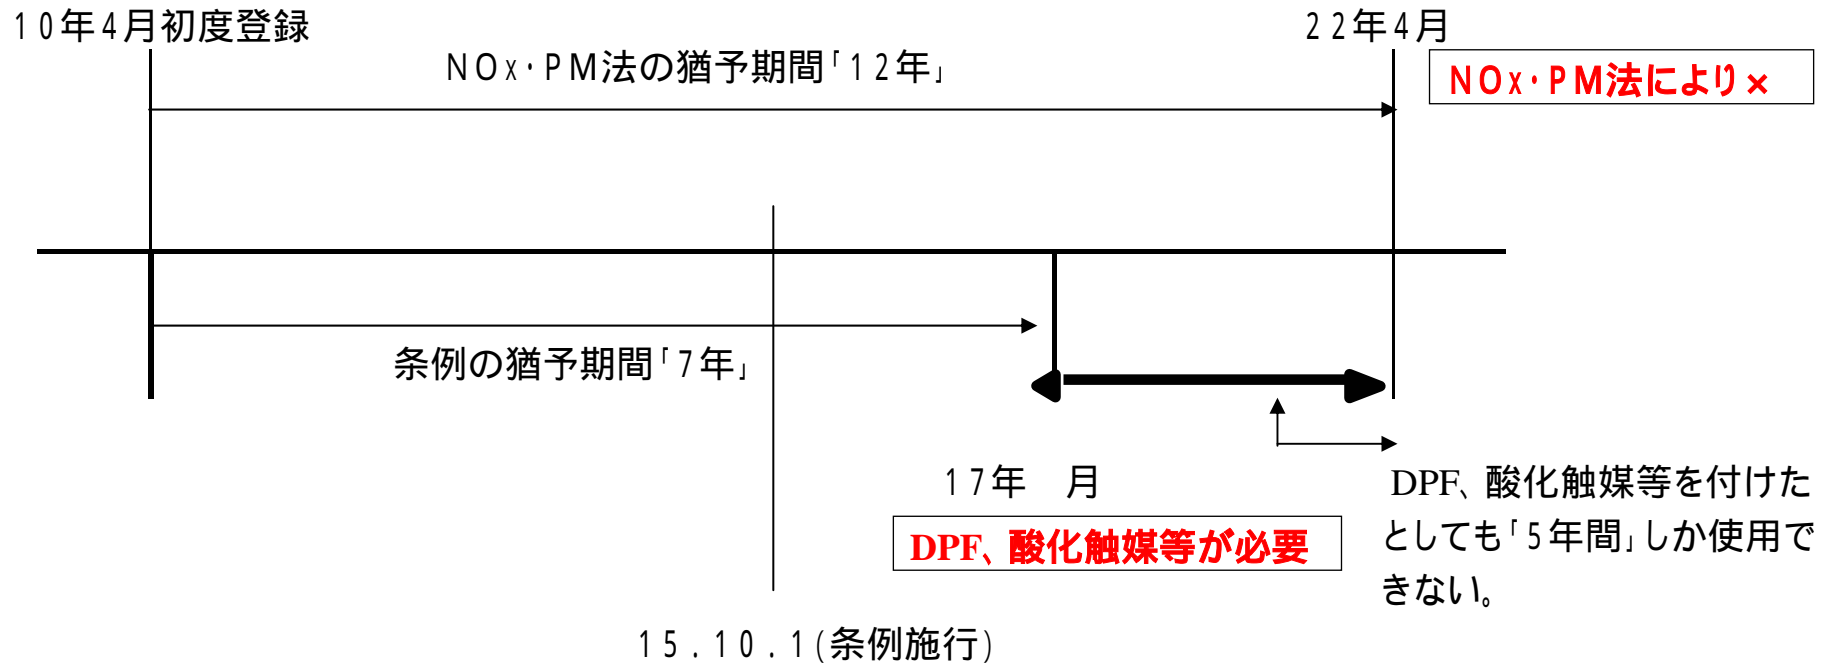 10年4月初度登録
22年4月
NOx・PM法の猶予期間「12年」
NOx・PM法により×
条例の猶予期間「7年」
17年　月
DPF、酸化触媒等が必要
DPF、酸化触媒等を付けた
としても「5年間」しか使用で
きない。
15.10.1(条例施行)